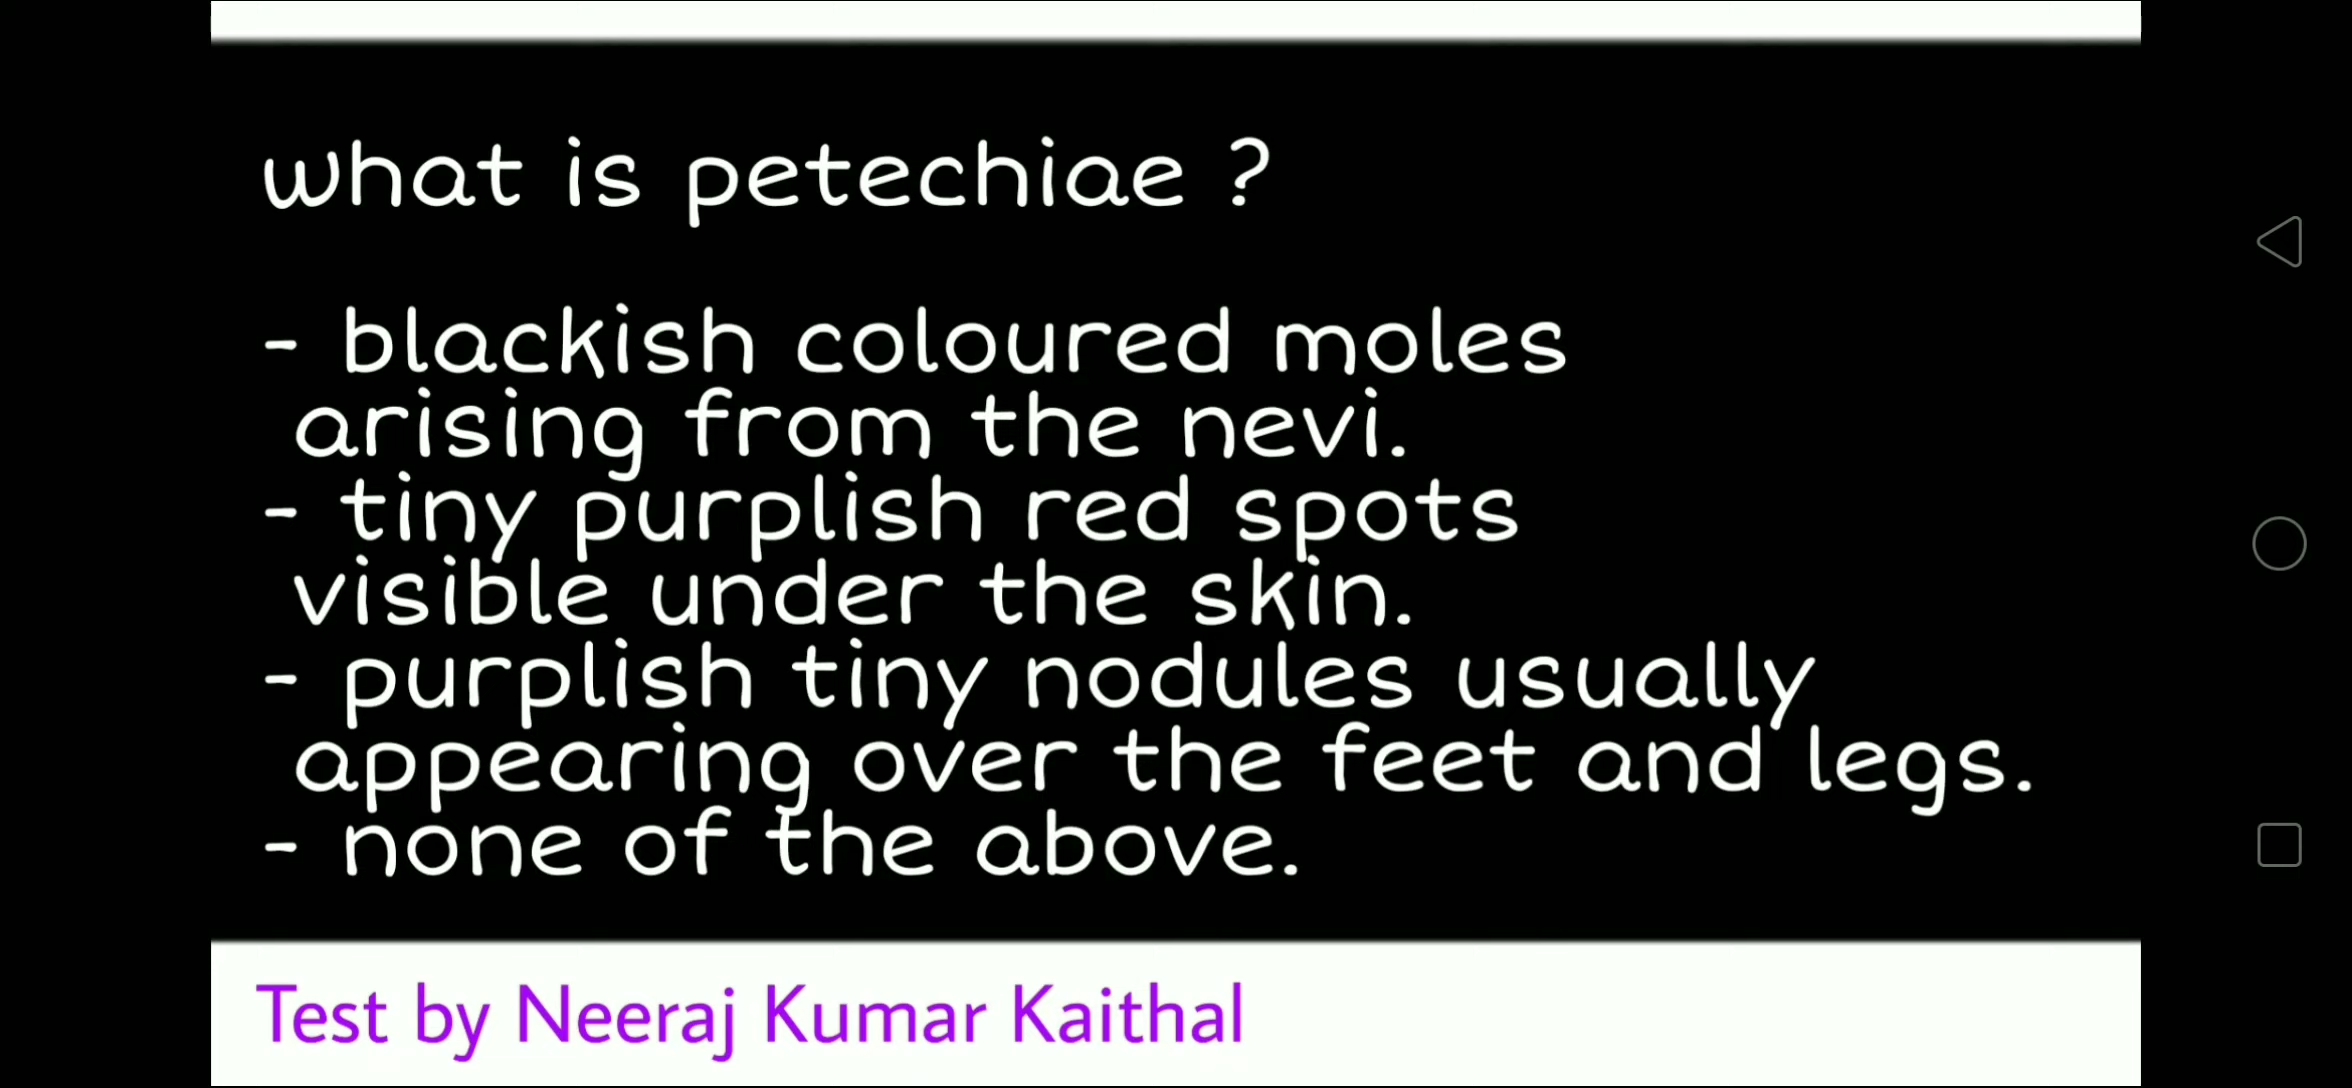 what is petechiae ?
- blackish coloured moles
arising from the nevi.
- tiny purplish red spots
visible under the skin.
- purplish tiny nodules usually
appearing over the feet and legs.
- none of the above.
Test by Neeraj Kumar Kaithal